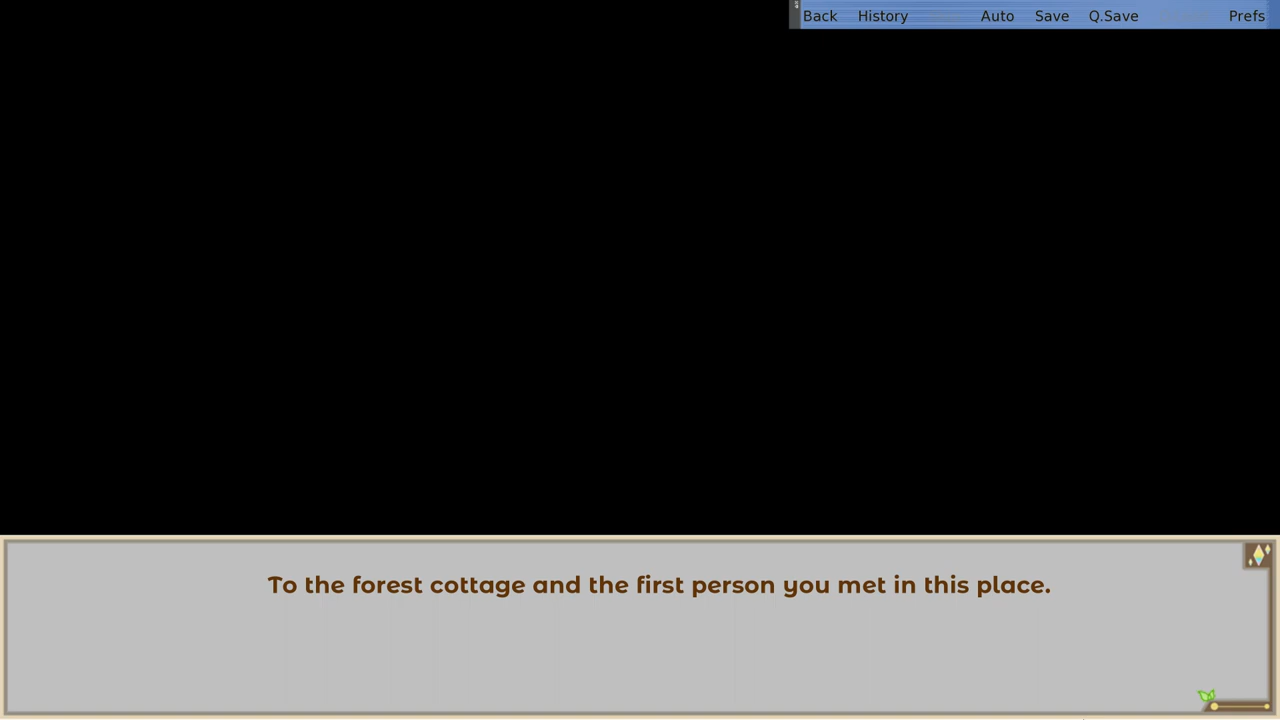 Back History Auto Save Q.Save Prefs
To the forest cottage and the first person you met in this place.